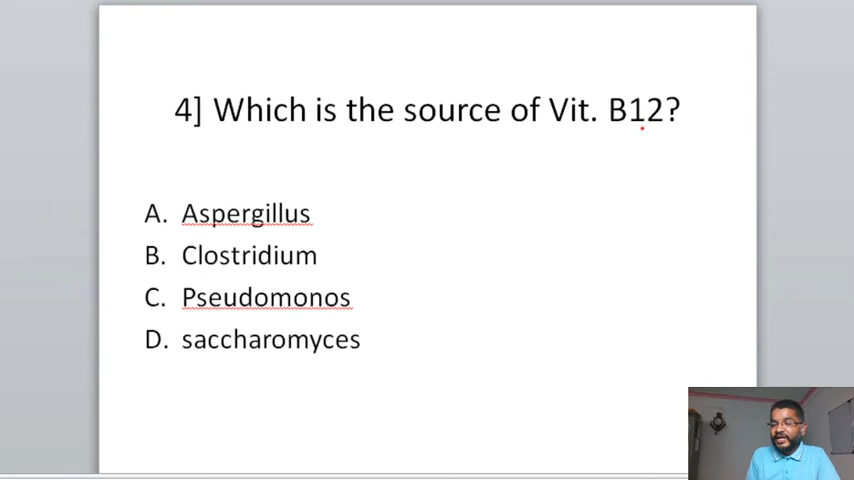 4] Which is the source of Vit. B12?
A. Aspergillus
B. Clostridium
C. Pseudomonos
D. saccharomyces